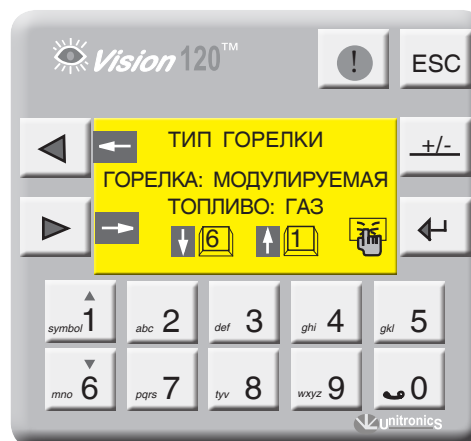 Vision 120™
! ESC
ТИП ГОРЕЛКИ
+/-
ГОРЕЛКА: МОДУЛИРУЕМАЯ
ТОПЛИВО: ГАЗ
6 1
symbol 1 abc 2 def 3 ghi 4 gkl 5
mno 6 pqrs 7 tyv 8 wxyz 9 0
unitronics